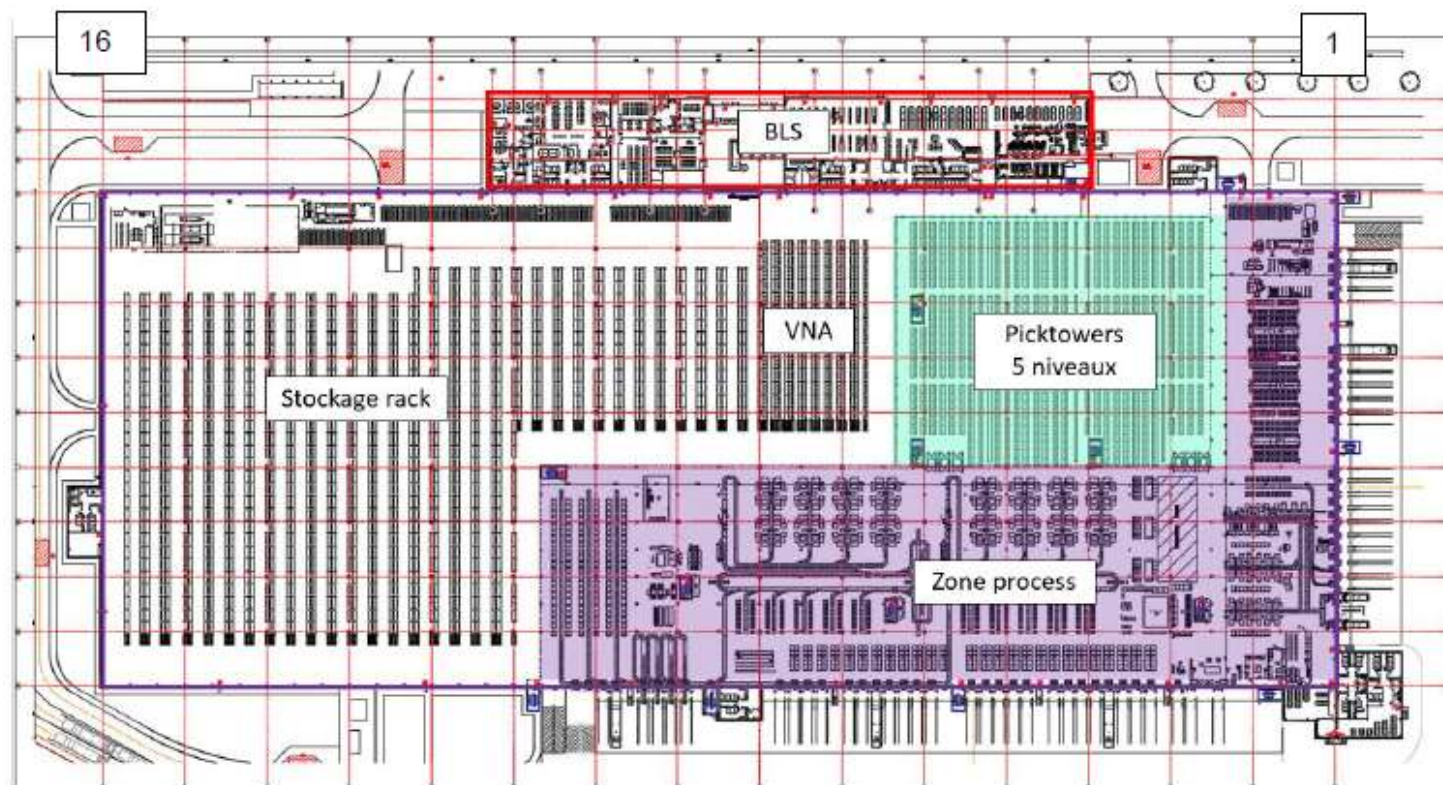 16
1
BLS
VNA
Picktowers
5 niveaux
Stockage rack
Zone process